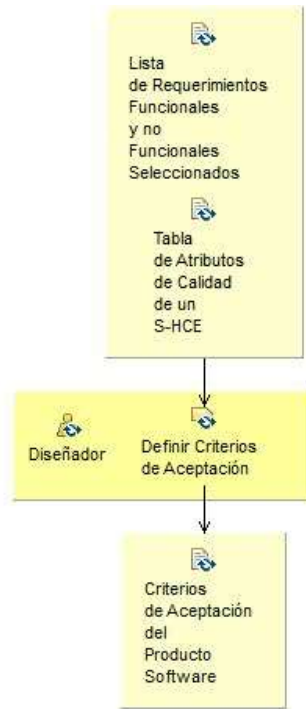 Lista
de Requerimientos
Funcionales
y no
Funcionales
Seleccionados
Tabla
de Atributos
de Calidad
de un
S-HCE
Diseñador
Definir Criterios
de Aceptación
Criterios
de Aceptación
del
Producto
Software